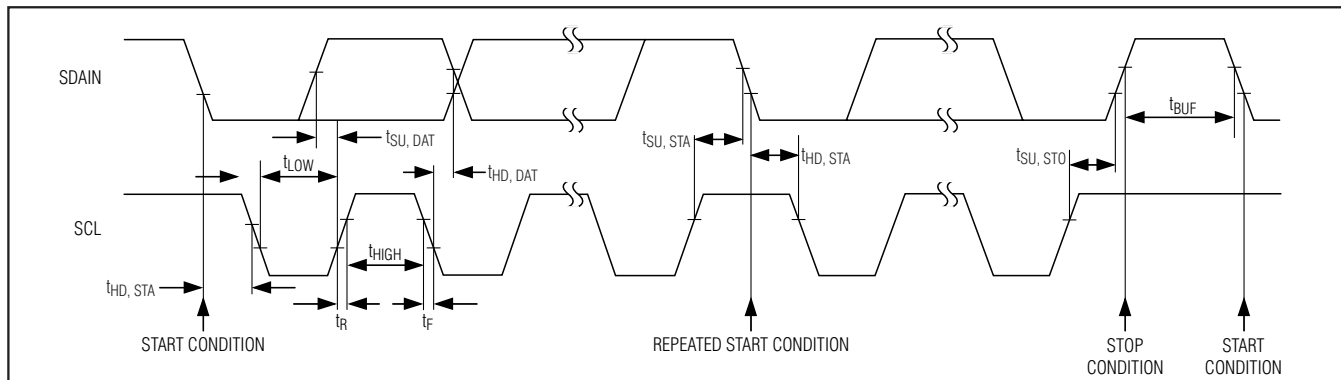 SDAIN
tSU, DAT
tLOW
tHD, DAT
tSU, STA
tHD, STA
tBUF
tSU, STO
SCL
tHIGH
tHD, STA
tR
tF
START CONDITION
REPEATED START CONDITION
STOP
CONDITION
START
CONDITION